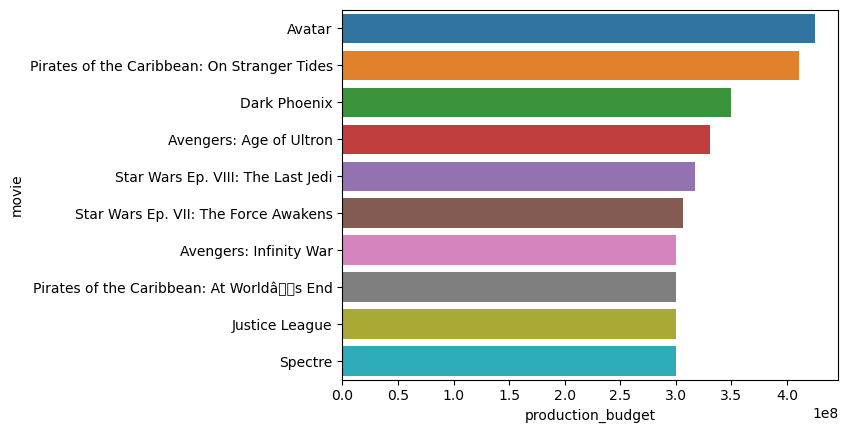 Avatar
Pirates of the Caribbean: On Stranger Tides
Dark Phoenix
Avengers: Age of Ultron
Star Wars Ep. VIII: The Last Jedi
Star Wars Ep. VII: The Force Awakens
Avengers: Infinity War
Pirates of the Caribbean: At Worldâ▯▯s End
Justice League
Spectre
movie
0.0 0.5 1.0 1.5 2.0 2.5 3.0 3.5 4.0
1e8
production_budget